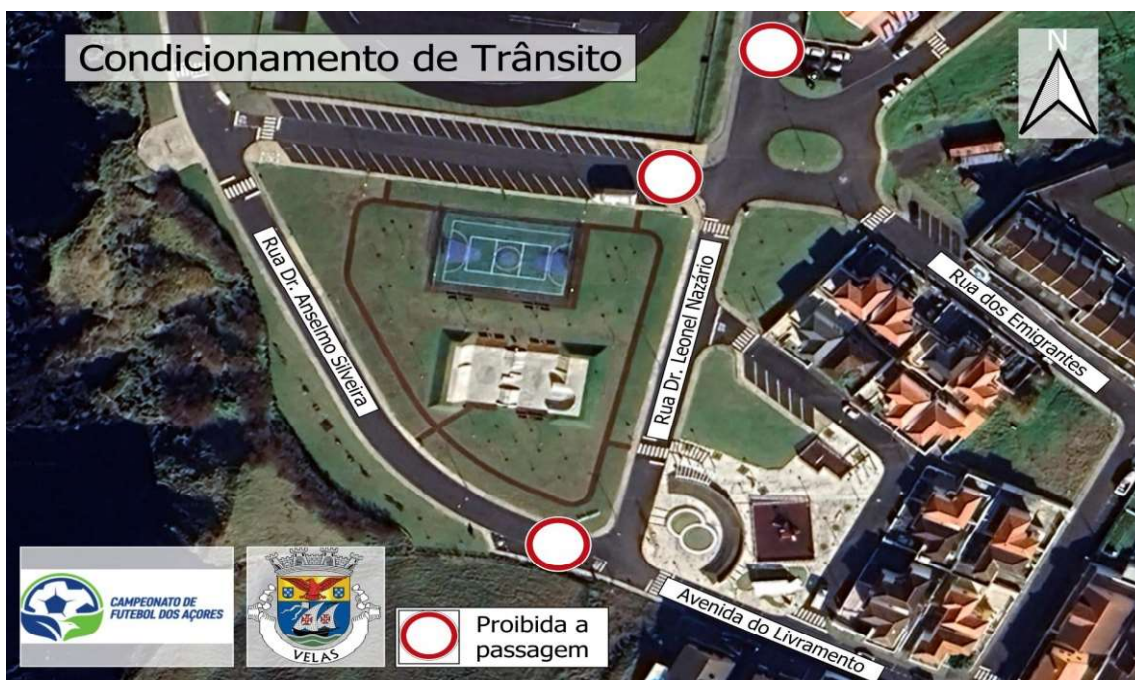 Condicionamento de Trânsito
N
Rua Dr. Anselmo Silveira
Rua Dr. Leonel Nazário
Rua dos Emigrantes
Avenida do Livramento
CAMPEONATO DE
FUTEBOL DOS AÇORES
VELAS
Proibida a
passagem